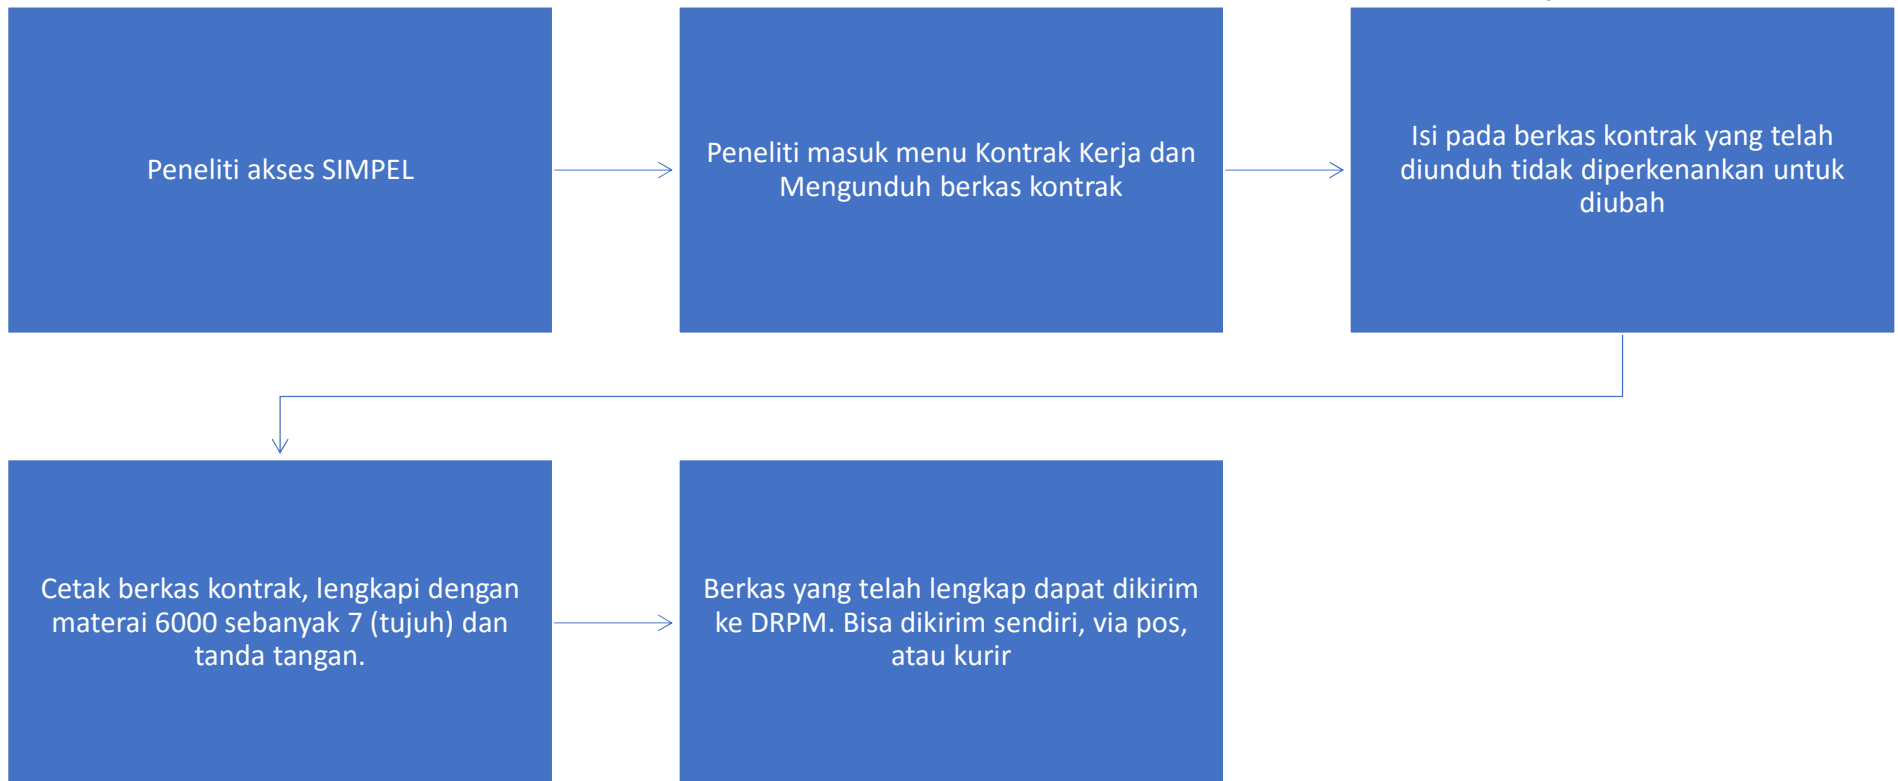 Peneliti akses SIMPEL
Peneliti masuk menu Kontrak Kerja dan
Mengunduh berkas kontrak
Isi pada berkas kontrak yang telah
diunduh tidak diperkenankan untuk
diubah
Cetak berkas kontrak, lengkapi dengan
materai 6000 sebanyak 7 (tujuh) dan
tanda tangan.
Berkas yang telah lengkap dapat dikirim
ke DRPM. Bisa dikirim sendiri, via pos,
atau kurir